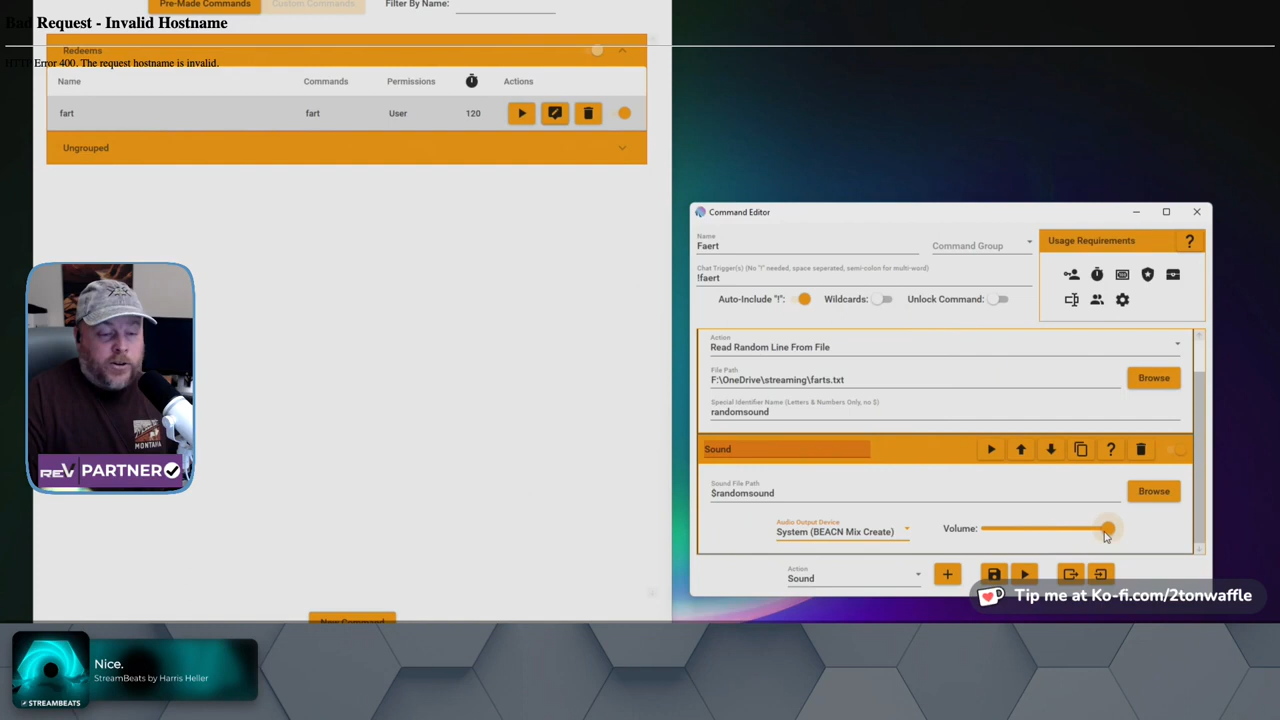 Pre-Made Commands
Custom Commands
Filter By Name:
Bad Request - Invalid Hostname
Redeems
HTTP Error 400. The request hostname is invalid.
Name
Commands
Permissions
Actions
fart
fart
User
120
Ungrouped
Command Editor
Name
Faert
Command Group
Usage Requirements
?
Chat Trigger(s) (No "!" needed, space seperated, semi-colon for multi-word)
!faert
Auto-Include "!":
Wildcards:
Unlock Command:
Action
Read Random Line From File
File Path
F:\OneDrive\streaming\farts.txt
Browse
Special Identifier Name (Letters & Numbers Only, no $)
randomsound
Sound
?
Sound File Path
$randomsound
Browse
Audio Output Device
System (BEACN Mix Create)
Volume:
Action
Sound
Tip me at Ko-fi.com/2tonwaffle
New Command
MONTANA
REV PARTNER
Nice.
StreamBeats by Harris Heller
STREAMBEATS